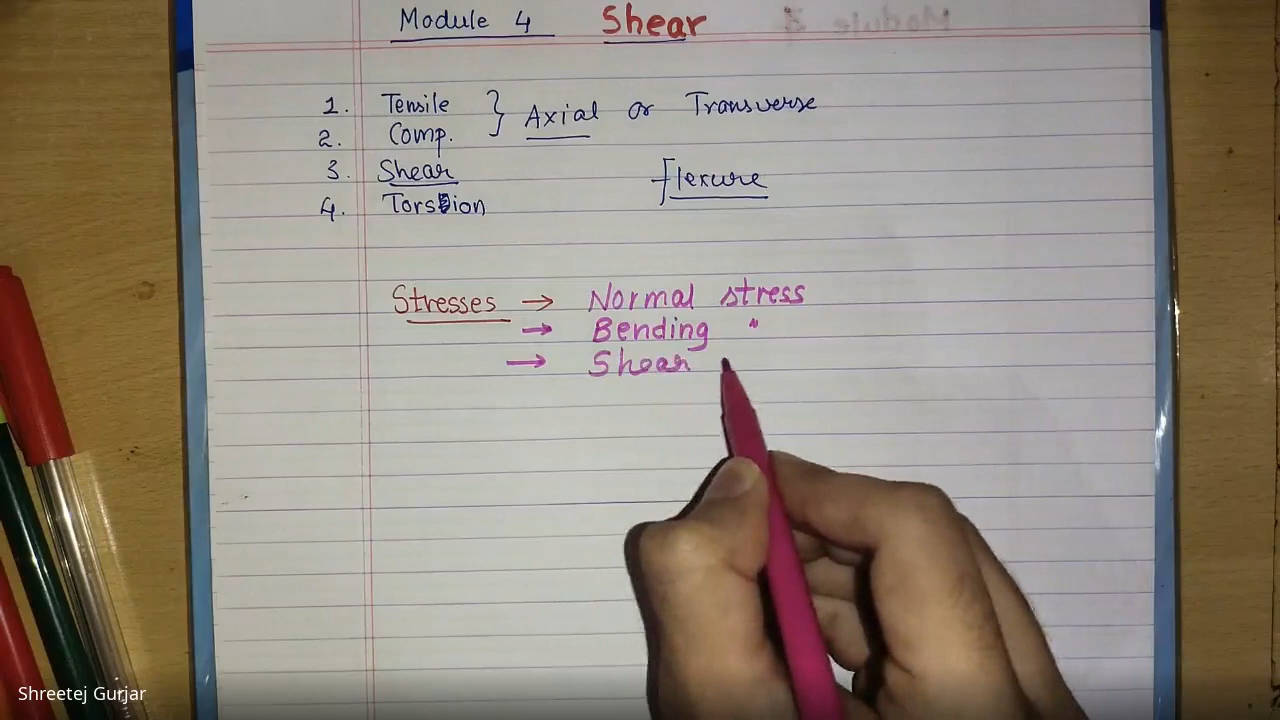 Module 4 Shear
1. Tensile } Axial or Transverse
2. Comp.
3. Shear flexure
4. Torsion
Stresses → Normal stress
→ Bending "
→ Shear
Shreetej Gurjar